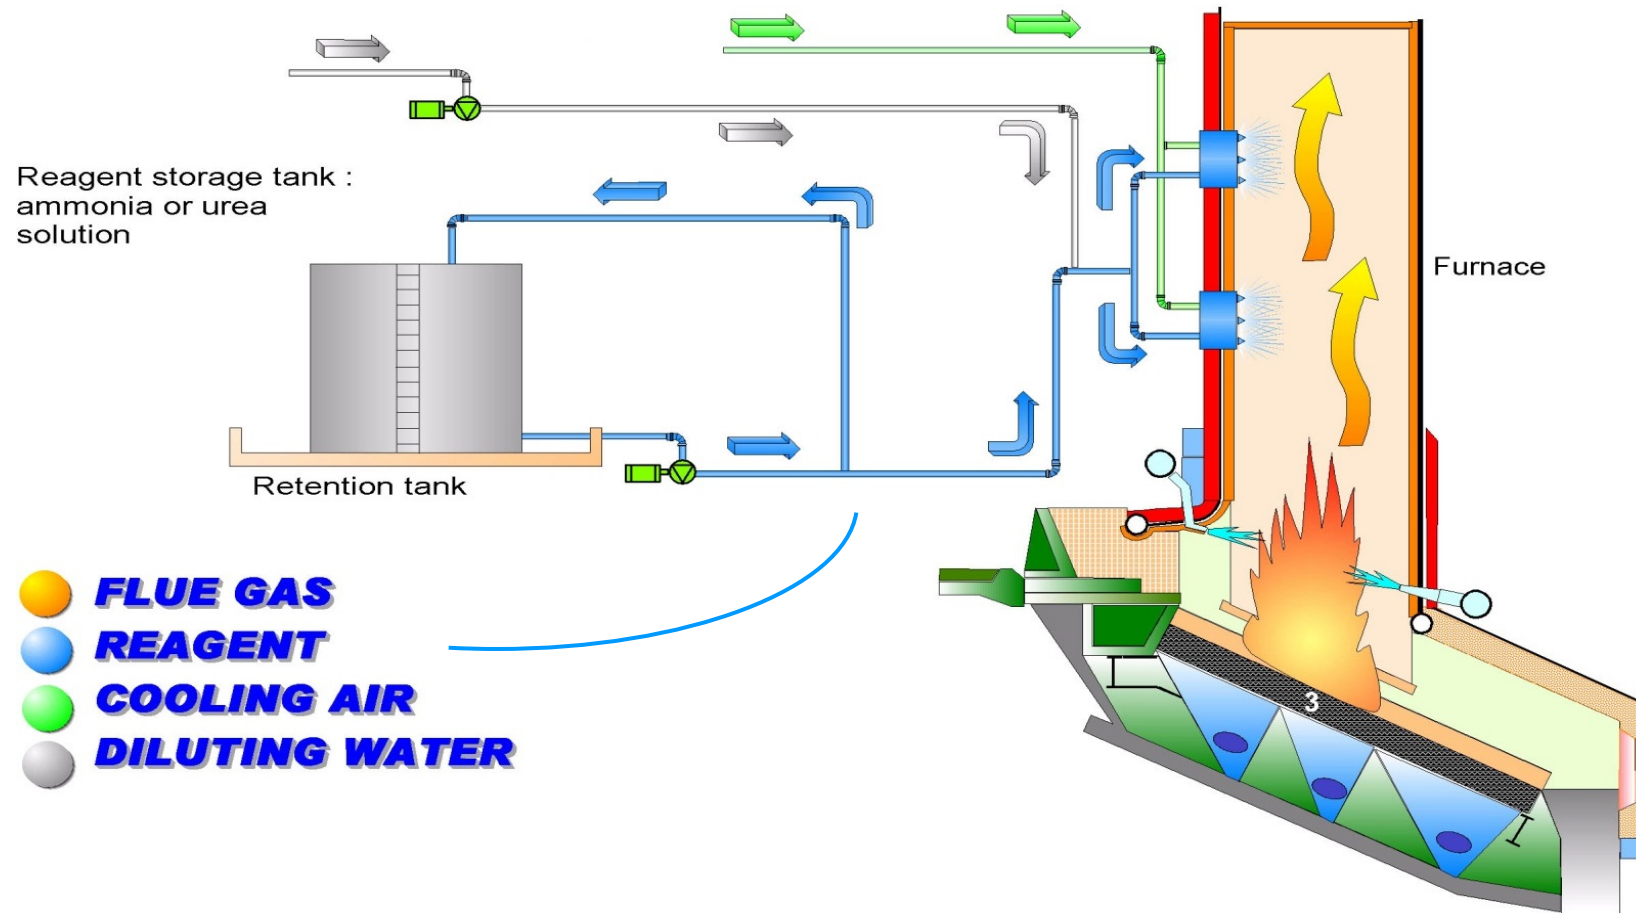 Reagent storage tank :
ammonia or urea
solution
Furnace
Retention tank
FLUE GAS
REAGENT
COOLING AIR
DILUTING WATER
3